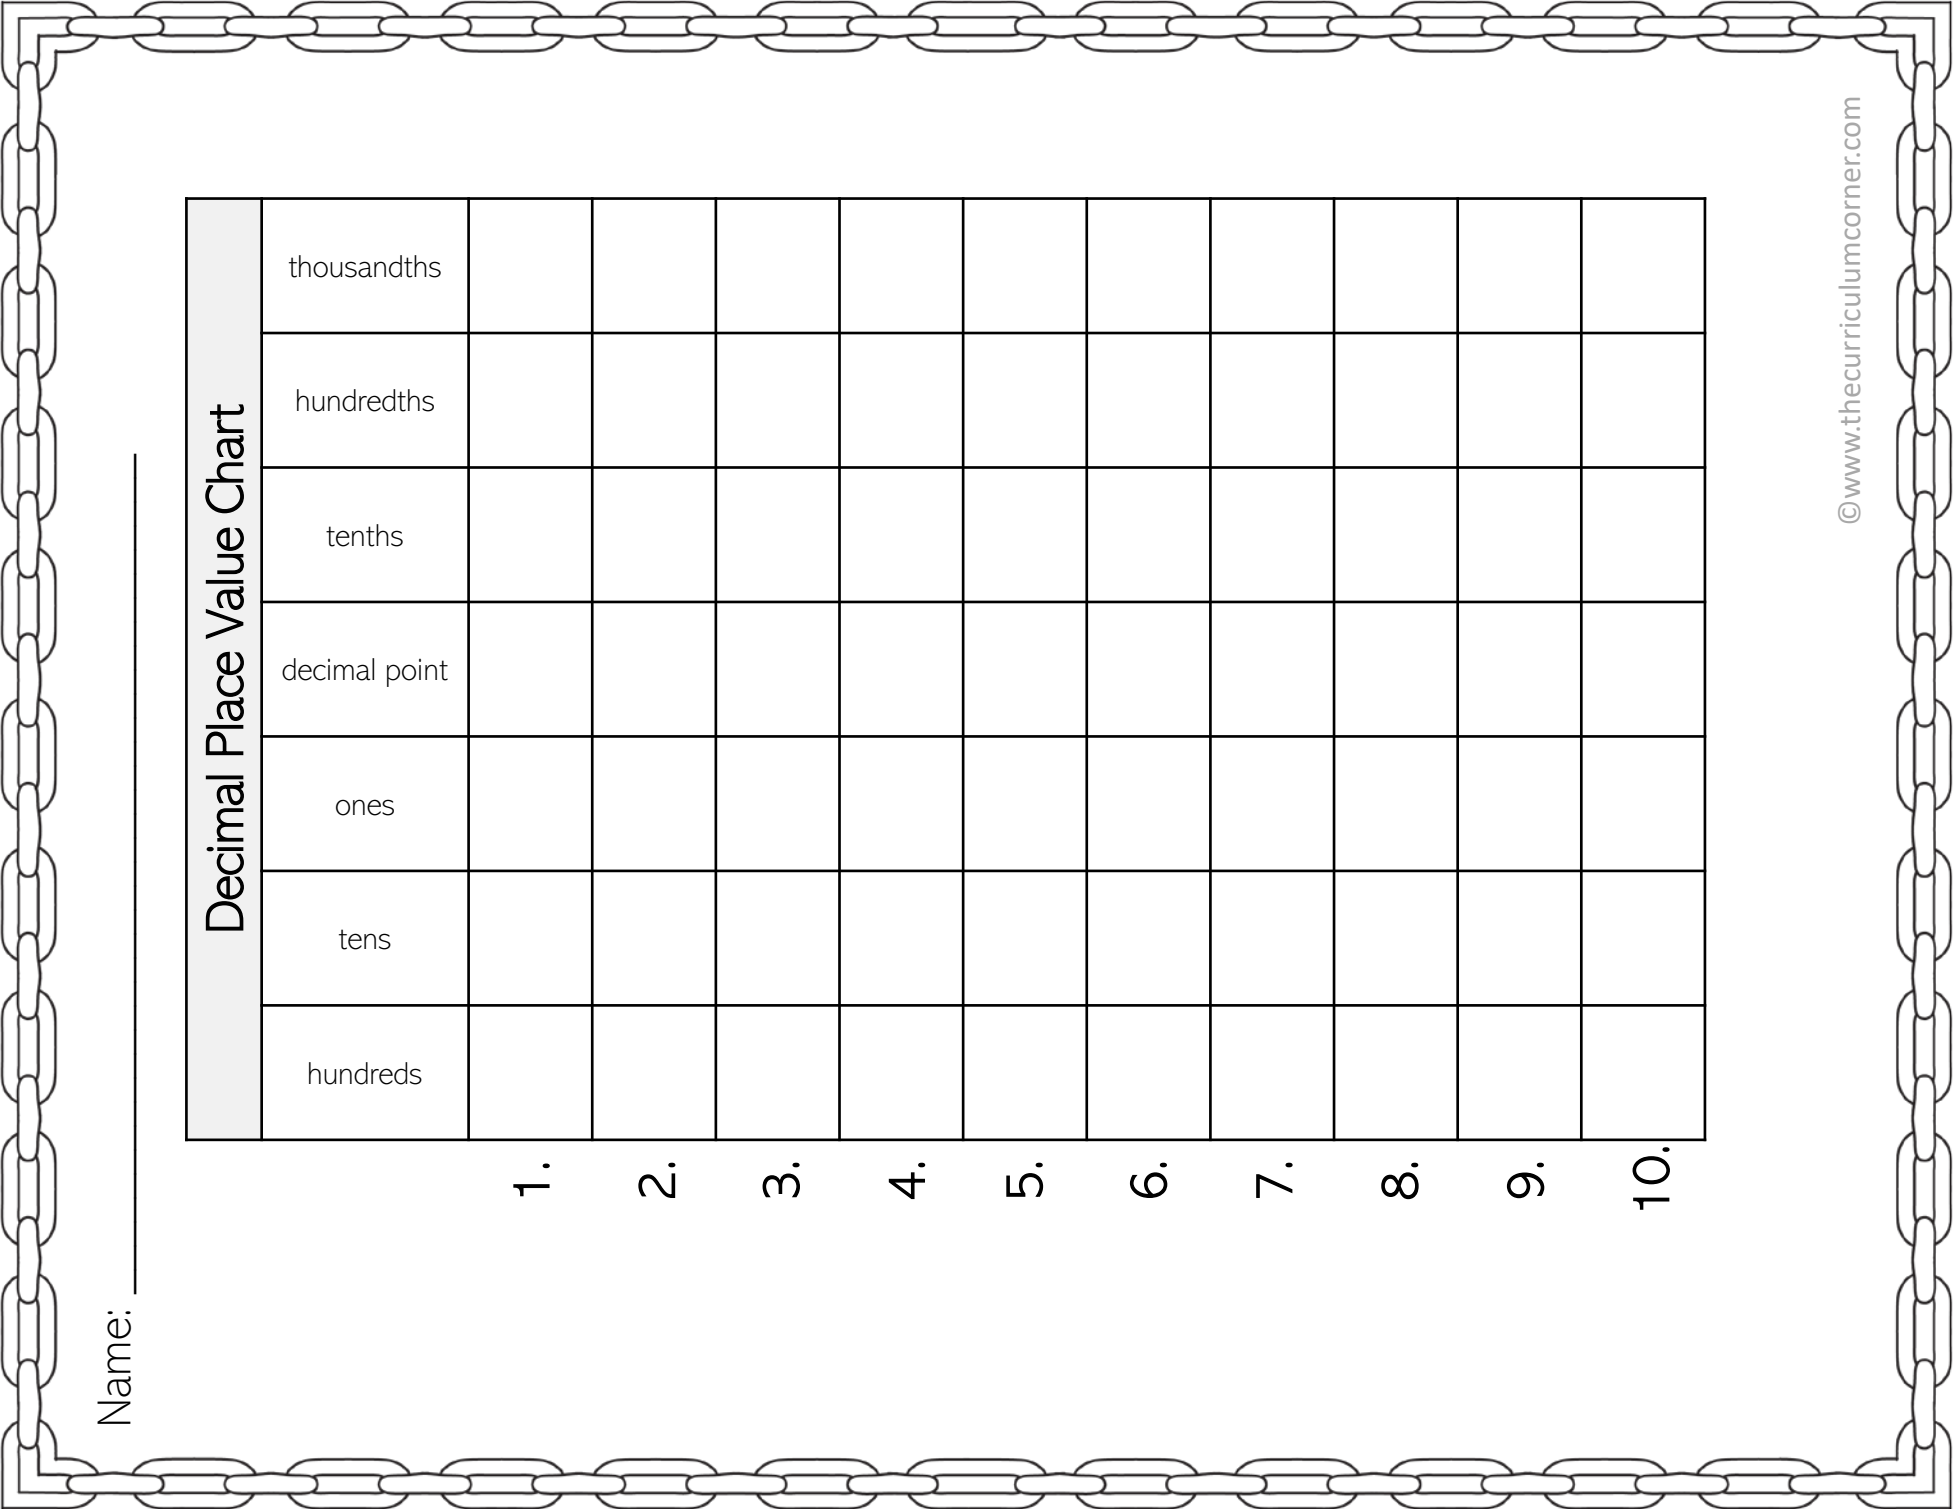 Name:
Decimal Place Value Chart
hundreds tens ones decimal point tenths hundredths thousandths
1.
2.
3.
4.
5.
6.
7.
8.
9.
10.
©www.thecurriculumcorner.com